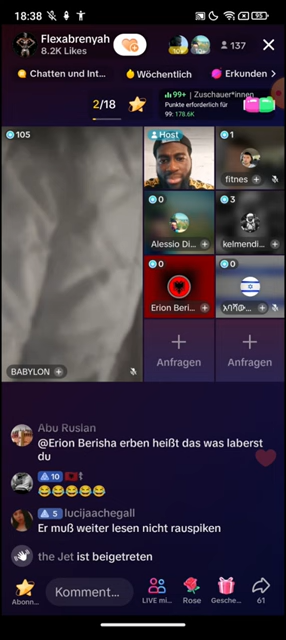 18:38
95
Flexabrenyah
8.2K Likes
137
Chatten und Int...
Wöchentlich
Erkunden >
2/18
99+ | Zuschauer*innen
Punkte erforderlich für
99: 178.6K
105
Host
1
fitnes
0
Alessio Di...
3
kelmendi...
0
Erion Beri...
0
BABYLON
Anfragen
Anfragen
Abu Ruslan
@Erion Berisha erben heißt das was laberst
du
10
😂😂😂😂😂
5 lucijaachegall
Er muß weiter lesen nicht rauspiken
the Jet ist beigetreten
Abonn...
Komment...
LIVE mi...
Rose
Gesche...
61